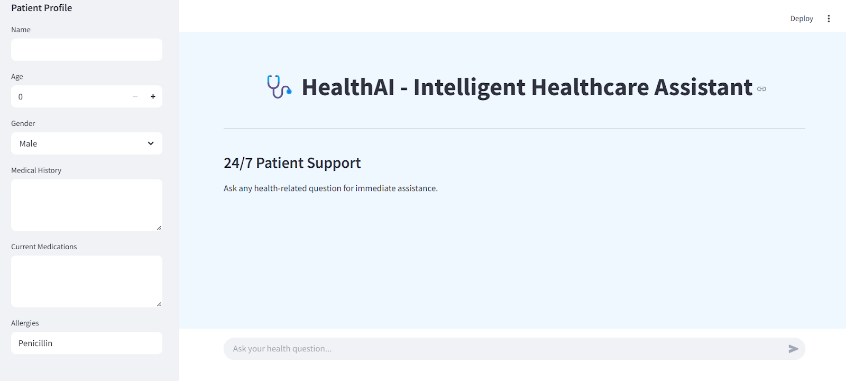 Patient Profile
Name
Age
0
Gender
Male
Medical History
Current Medications
Allergies
Penicillin
Deploy
HealthAI - Intelligent Healthcare Assistant
24/7 Patient Support
Ask any health-related question for immediate assistance.
Ask your health question...